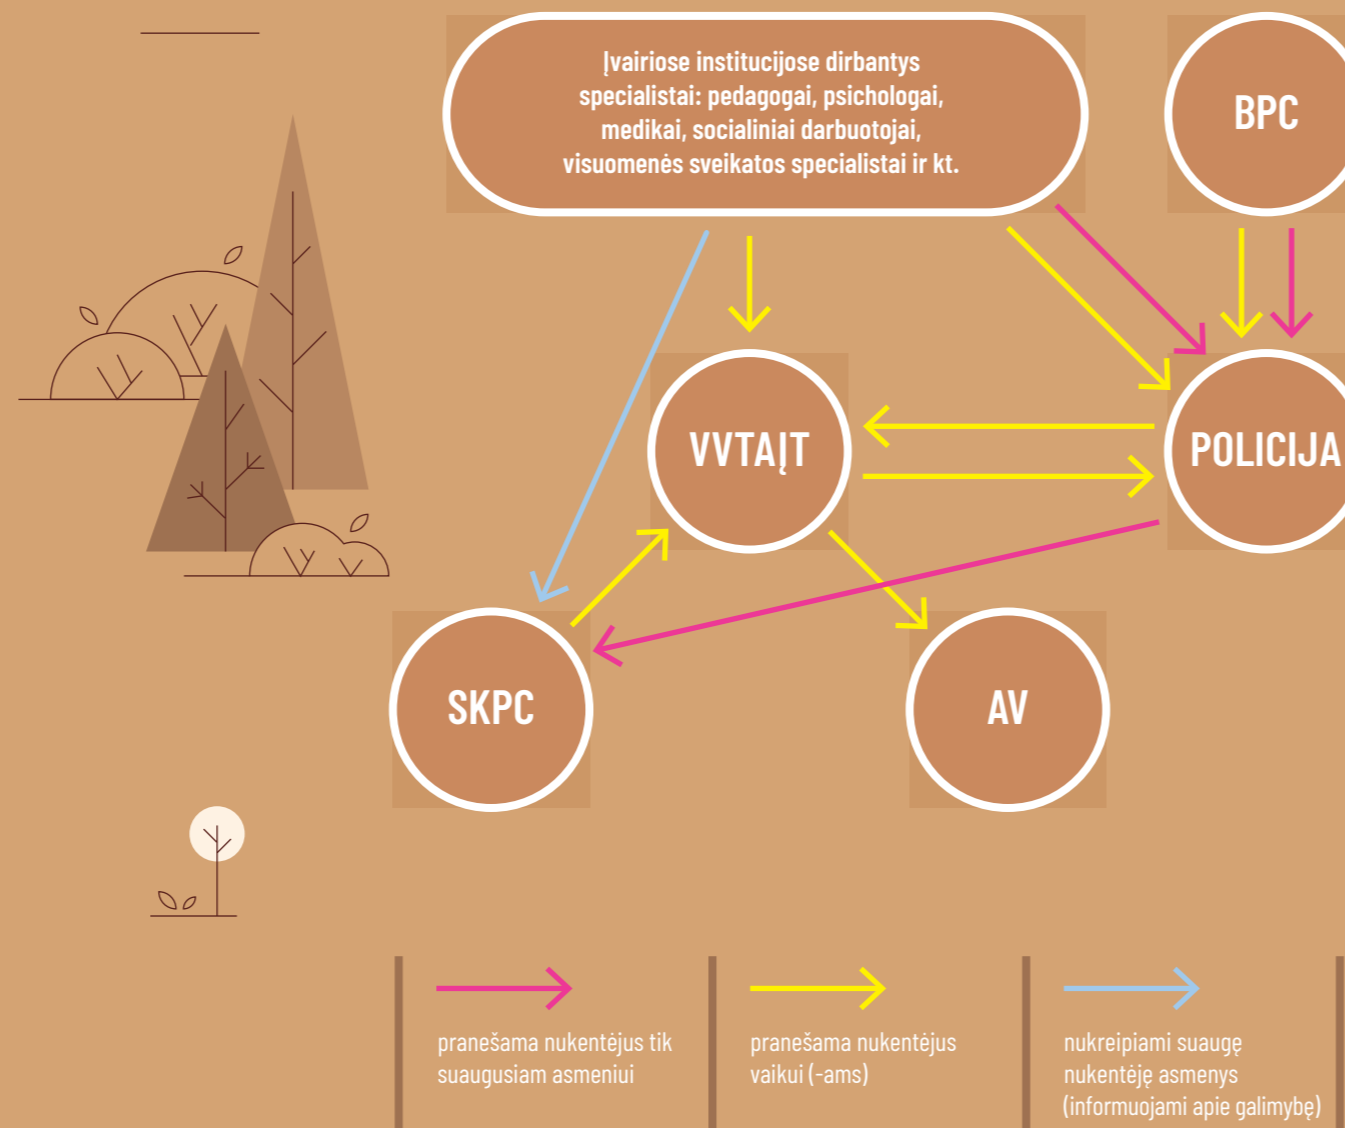 Įvairiose institucijose dirbantys
specialistai: pedagogai, psichologai,
medikai, socialiniai darbuotojai,
visuomenės sveikatos specialistai ir kt.
BPC
VVTAĮT
POLICIJA
SKPC
AV
pranešama nukentėjus tik
suaugusiam asmeniui
pranešama nukentėjus
vaikui (-ams)
nukreipiami suaugę
nukentėję asmenys
(informuojami apie galimybę)